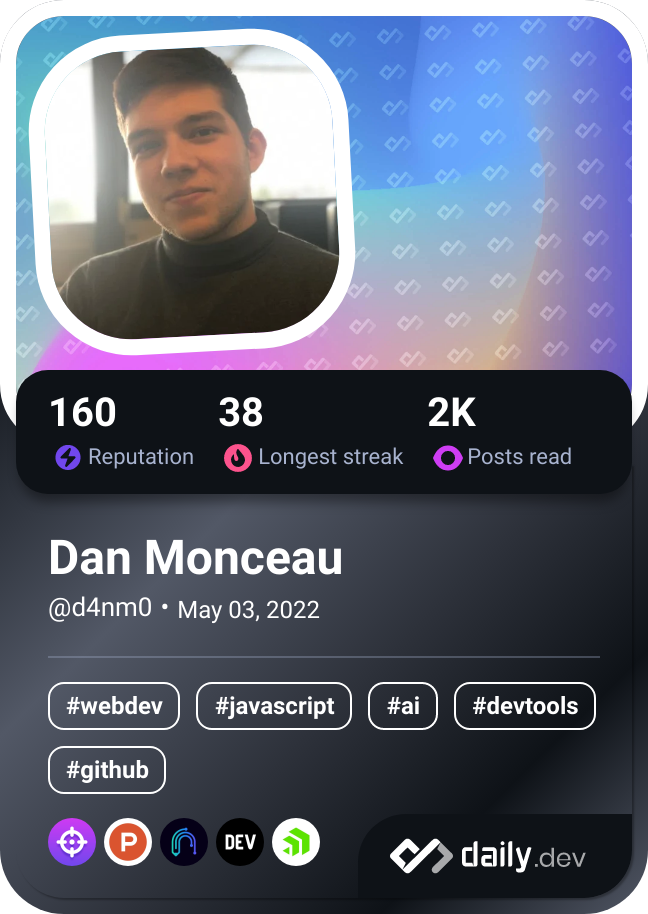 160 38 2K
Reputation Longest streak Posts read
Dan Monceau
@d4nm0 • May 03, 2022
#webdev #javascript #ai #devtools
#github
P DEV daily.dev